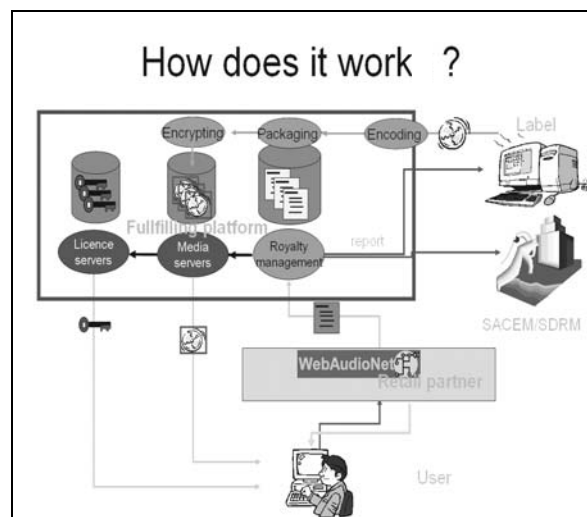 How does it work ?
Label
Encrypting
Packaging
Encoding
Fullfilling platform
Licence servers
Media servers
Royalty management
report
SACEM/SDRM
WebAudioNet
Retail partner
User